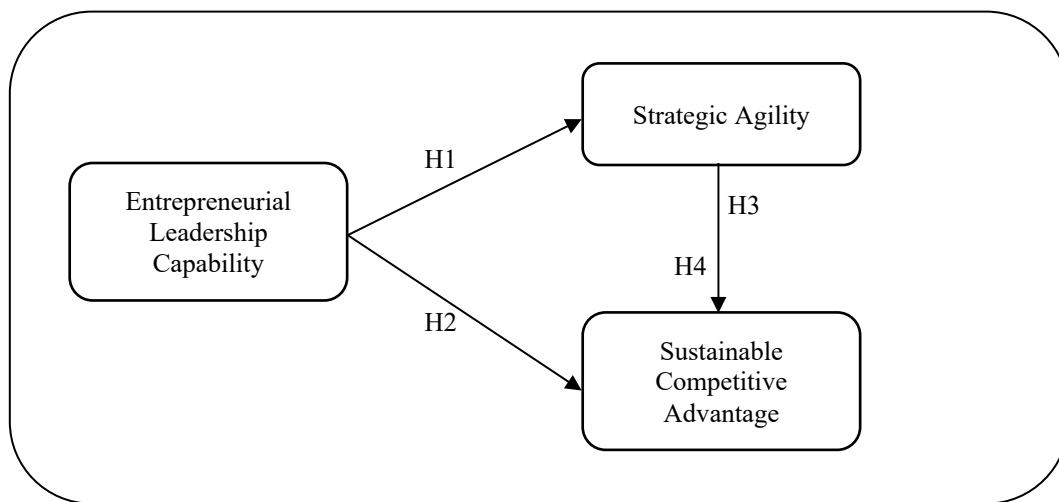 Strategic Agility
H1
Entrepreneurial
Leadership
Capability
H3
H4
H2
Sustainable
Competitive
Advantage